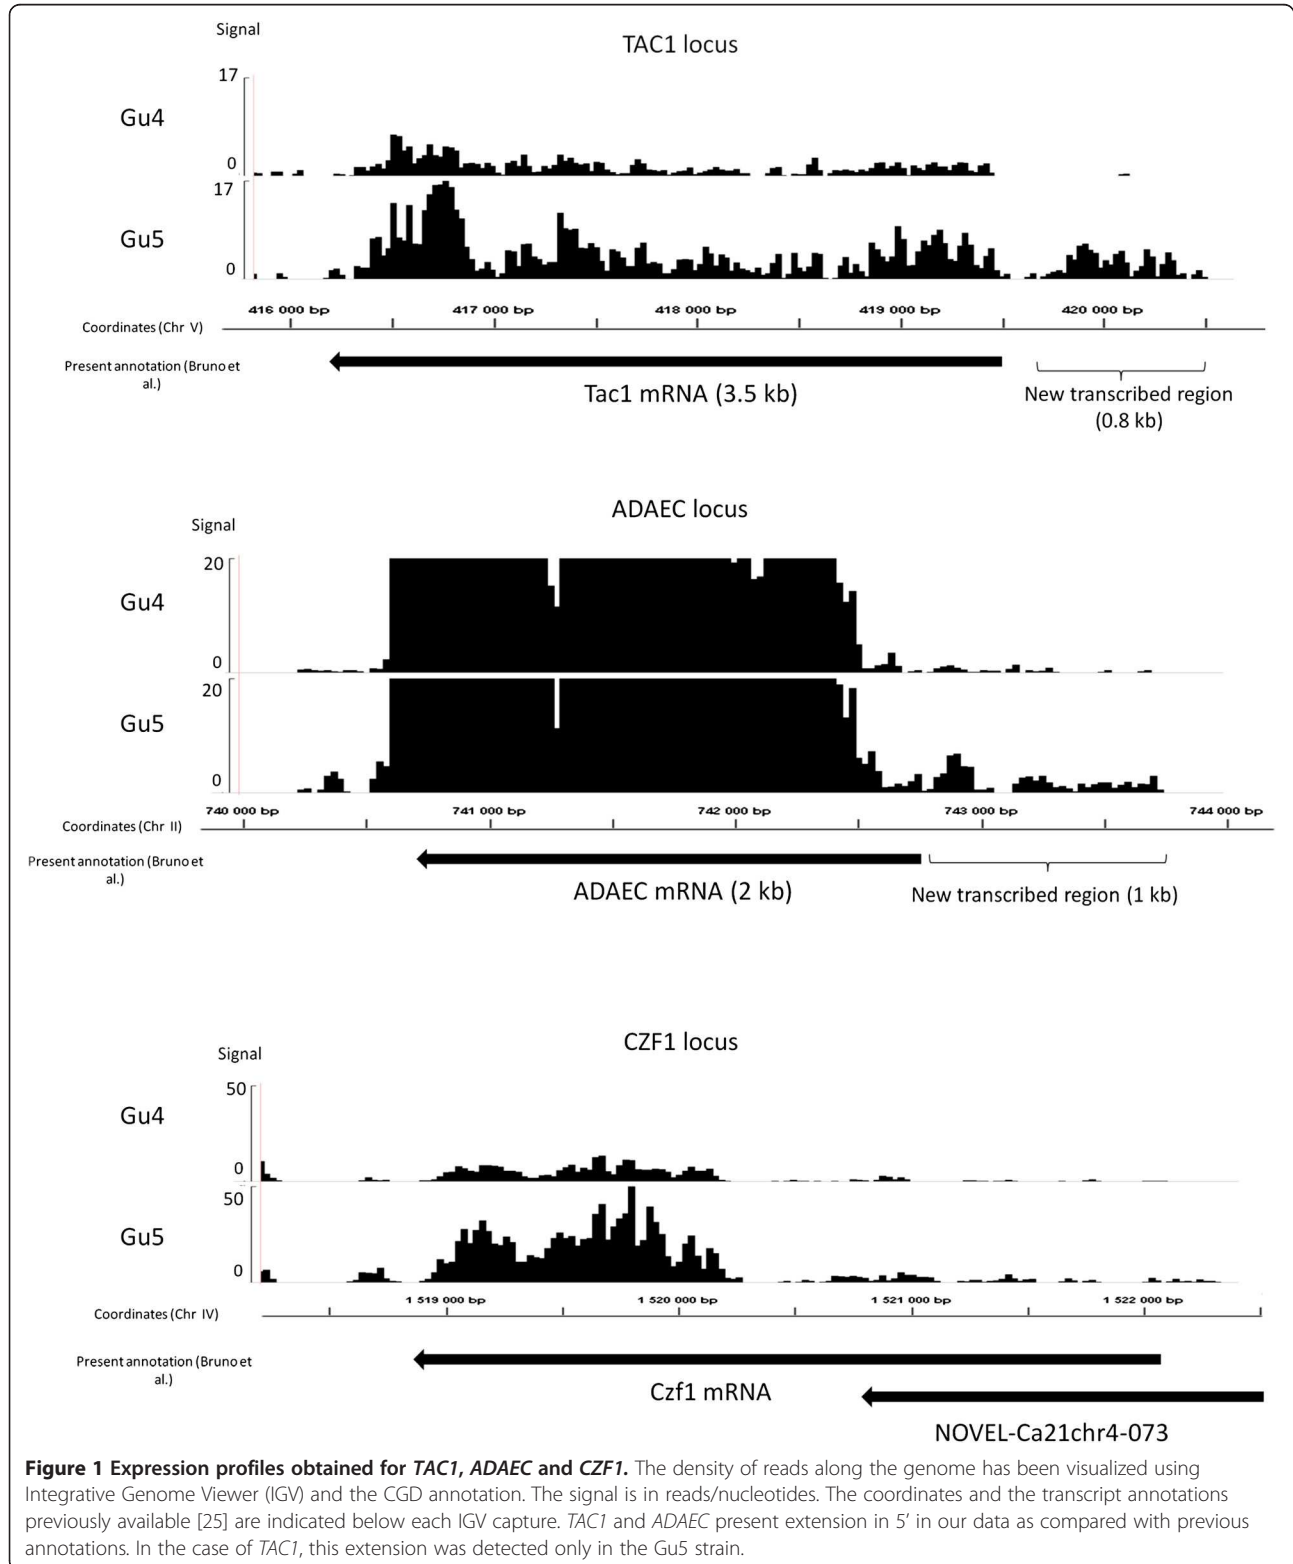 Signal
TAC1 locus
17
Gu4
0
17
Gu5
0
416 000 bp 417 000 bp 418 000 bp 419 000 bp 420 000 bp
Coordinates (Chr V)
Present annotation (Bruno et
al.)
Tac1 mRNA (3.5 kb)
New transcribed region
(0.8 kb)
ADAEC locus
Signal
20
Gu4
0
20
Gu5
0
740 000 bp 741 000 bp 742 000 bp 743 000 bp 744 000 bp
Coordinates (Chr II)
Present annotation (Bruno et
al.)
ADAEC mRNA (2 kb)
New transcribed region (1 kb)
CZF1 locus
Signal
50
Gu4
0
50
Gu5
0
1 519 000 bp 1 520 000 bp 1 521 000 bp 1 522 000 bp
Coordinates (Chr IV)
Present annotation (Bruno et
al.)
Czf1 mRNA
NOVEL-Ca21chr4-073
Figure 1 Expression profiles obtained for TAC1, ADAEC and CZF1. The density of reads along the genome has been visualized using
Integrative Genome Viewer (IGV) and the CGD annotation. The signal is in reads/nucleotides. The coordinates and the transcript annotations
previously available [25] are indicated below each IGV capture. TAC1 and ADAEC present extension in 5’ in our data as compared with previous
annotations. In the case of TAC1, this extension was detected only in the Gu5 strain.